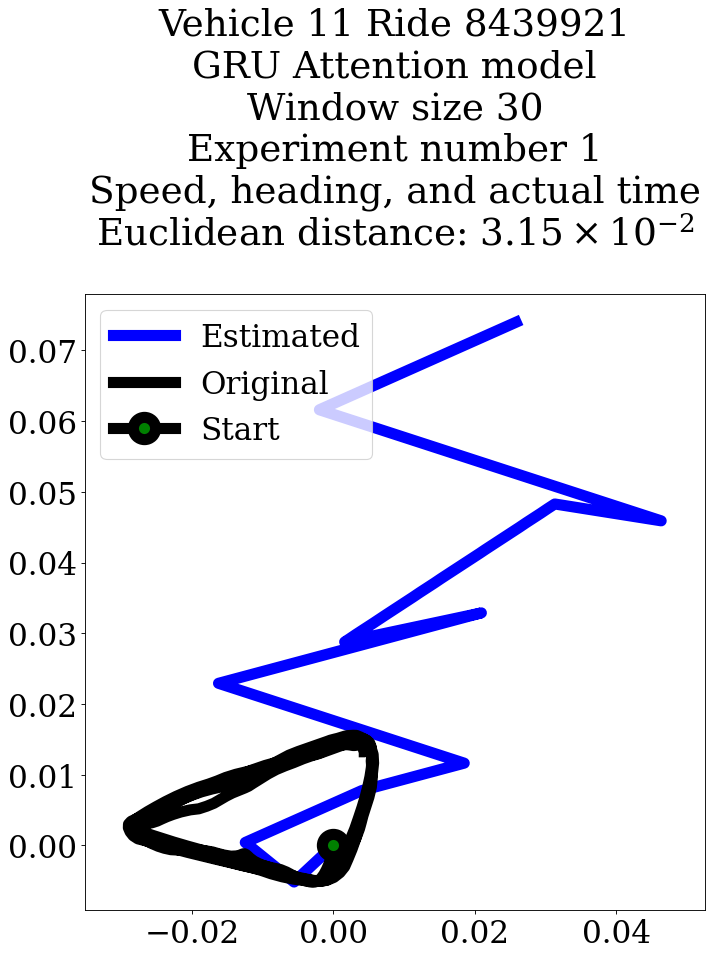 Vehicle 11 Ride 8439921
GRU Attention model
Window size 30
Experiment number 1
Speed, heading, and actual time
Euclidean distance: 3.15 × 10⁻²
Estimated
Original
Start
0.07
0.06
0.05
0.04
0.03
0.02
0.01
0.00
−0.02 0.00 0.02 0.04